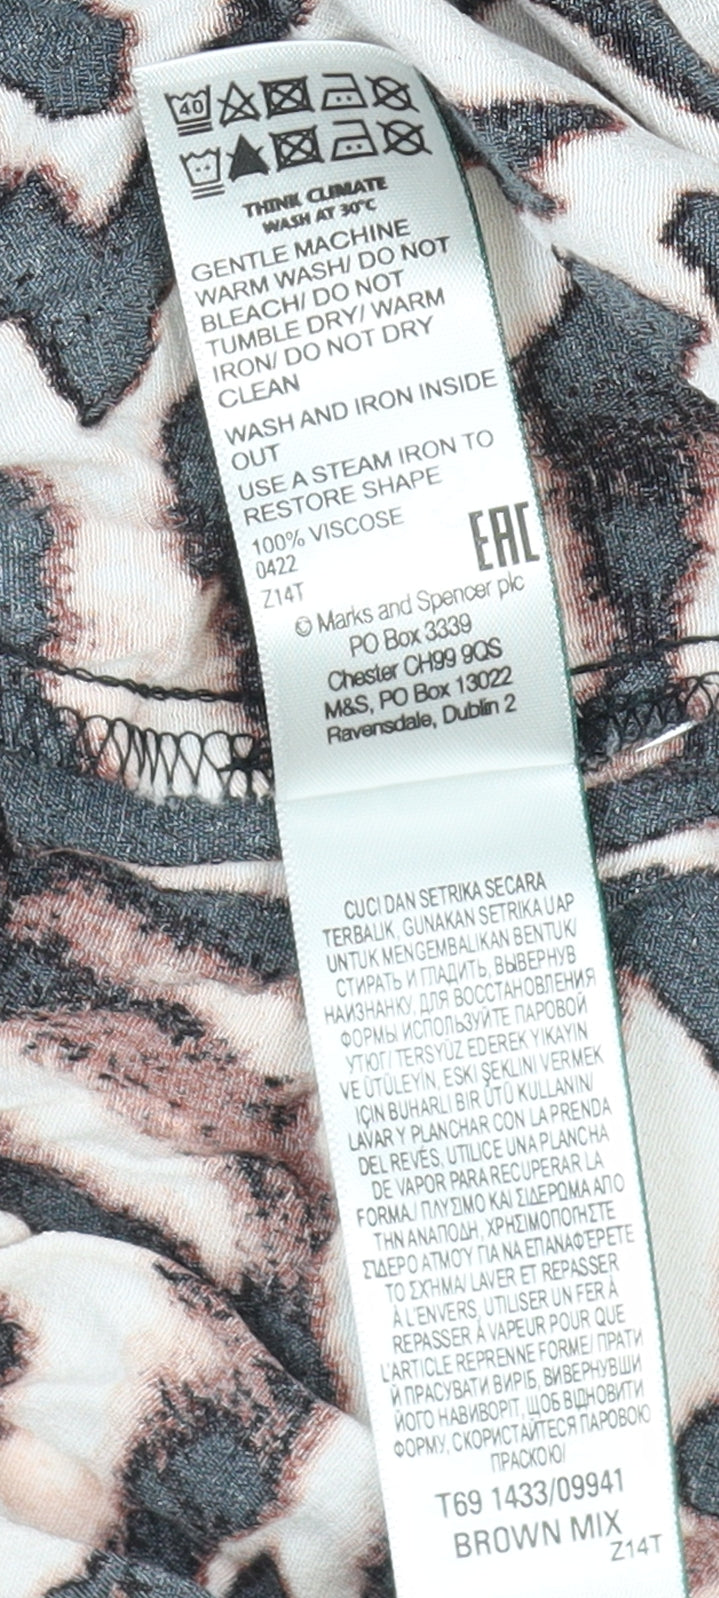 40
THINK CLIMATE
WASH AT 30°C
GENTLE MACHINE
WARM WASH/ DO NOT
BLEACH/ DO NOT
TUMBLE DRY/ WARM
IRON/ DO NOT DRY
CLEAN
WASH AND IRON INSIDE
OUT
USE A STEAM IRON TO
RESTORE SHAPE
100% VISCOSE
0422
EAC
Z14T
© Marks and Spencer plc
PO Box 3339
Chester CH99 9QS
M&S, PO Box 13022
Ravensdale, Dublin 2
CUCI DAN SETRIKA SECARA
TERBALIK, GUNAKAN SETRIKA UAP
UNTUK MENGEMBALIKAN BENTUK/
СТИРАТЬ И ГЛАДИТЬ, ВЫВЕРНУВ
НАИЗНАНКУ, ДЛЯ ВОССТАНОВЛЕНИЯ
ФОРМЫ ИСПОЛЬЗУЙТЕ ПАРОВОЙ
УТЮГ/ TERSYÜZ EDEREK YIKAYIN
VE ÜTÜLEYİN, ESKİ ŞEKLİNİ VERMEK
İÇİN BUHARLI BİR ÜTÜ KULLANIN/
LAVAR Y PLANCHAR CON LA PRENDA
DEL REVÉS, UTILICE UNA PLANCHA
DE VAPOR PARA RECUPERAR LA
FORMA/ ΠΛΥΣΙΜΟ ΚΑΙ ΣΙΔΕΡΩΜΑ ΑΠΟ
ΤΗΝ ΑΝΑΠΟΔΗ, ΧΡΗΣΙΜΟΠΟΙΗΣΤΕ
ΣΙΔΕΡΟ ΑΤΜΟΥ ΓΙΑ ΝΑ ΕΠΑΝΑΦΕΡΕΤΕ
ΤΟ ΣΧΗΜΑ/ LAVER ET REPASSER
À L'ENVERS, UTILISER UN FER À
REPASSER À VAPEUR POUR QUE
L'ARTICLE REPRENNE FORME/ ПРАТИ
Й ПРАСУВАТИ ВИРІБ, ВИВЕРНУВШИ
ЙОГО НАВИВОРІТ, ЩОБ ВІДНОВИТИ
ФОРМУ, СКОРИСТАЙТЕСЯ ПАРОВОЮ
ПРАСКОЮ/
T69 1433/09941
BROWN MIX
Z14T